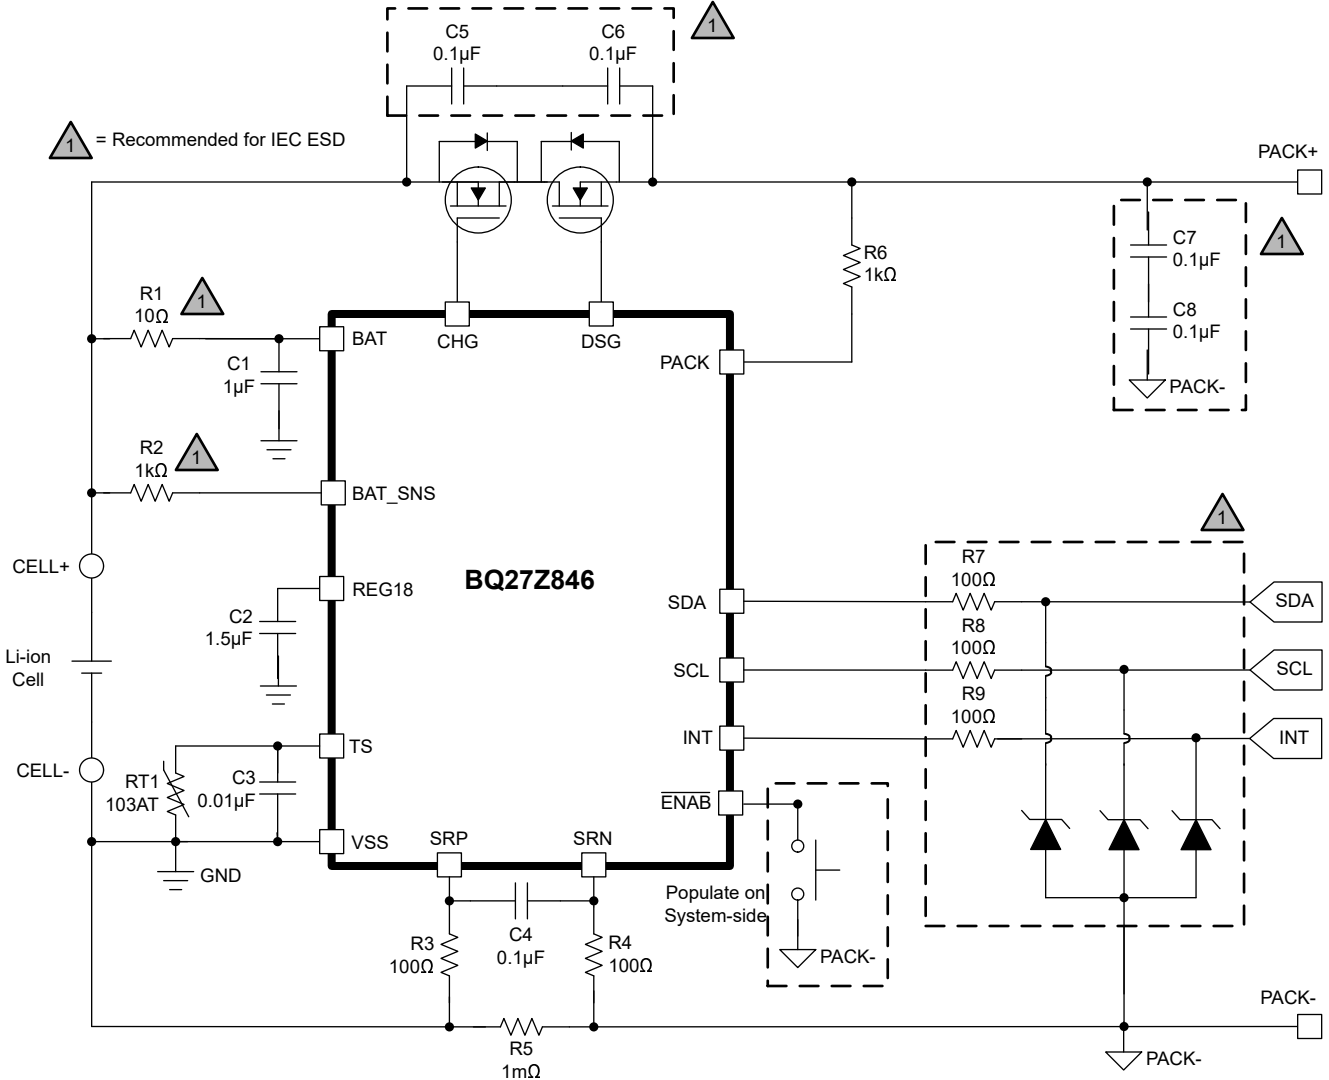 C5
0.1µF
C6
0.1µF
1
1
= Recommended for IEC ESD
PACK+
C7
0.1µF
1
R6
1kΩ
R1
10Ω
1
C8
0.1µF
BAT
CHG
DSG
C1
1µF
PACK
PACK-
R2
1kΩ
1
BAT_SNS
1
CELL+
BQ27Z846
R7
100Ω
REG18
SDA
SDA
C2
1.5µF
R8
100Ω
Li-ion
Cell
SCL
SCL
R9
100Ω
TS
INT
INT
CELL-
RT1
103AT
C3
0.01µF
ENAB
VSS
SRP
SRN
GND
Populate on
System-side
C4
0.1µF
R3
100Ω
R4
100Ω
PACK-
PACK-
R5
1mΩ
PACK-